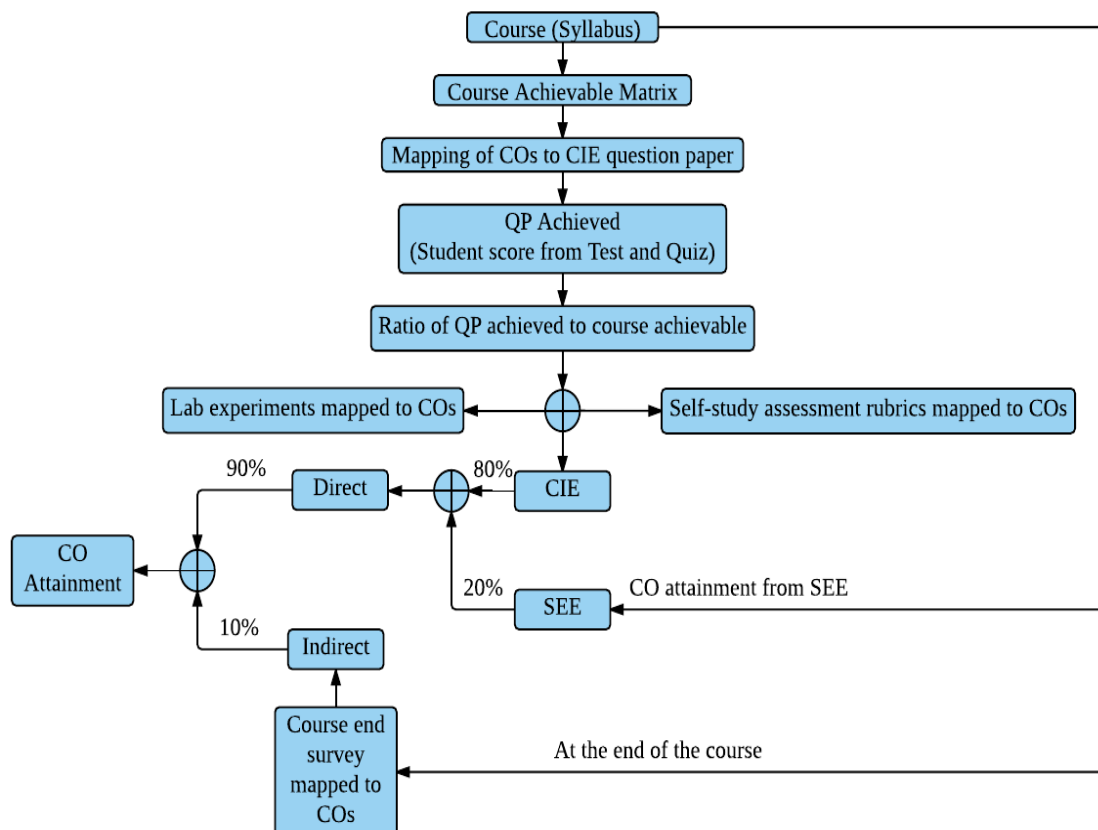 Course (Syllabus)
Course Achievable Matrix
Mapping of COs to CIE question paper
QP Achieved
(Student score from Test and Quiz)
Ratio of QP achieved to course achievable
Lab experiments mapped to COs
Self-study assessment rubrics mapped to COs
90%
Direct
80%
CIE
CO
Attainment
20%
SEE
CO attainment from SEE
10%
Indirect
Course end
survey
mapped to
COs
At the end of the course